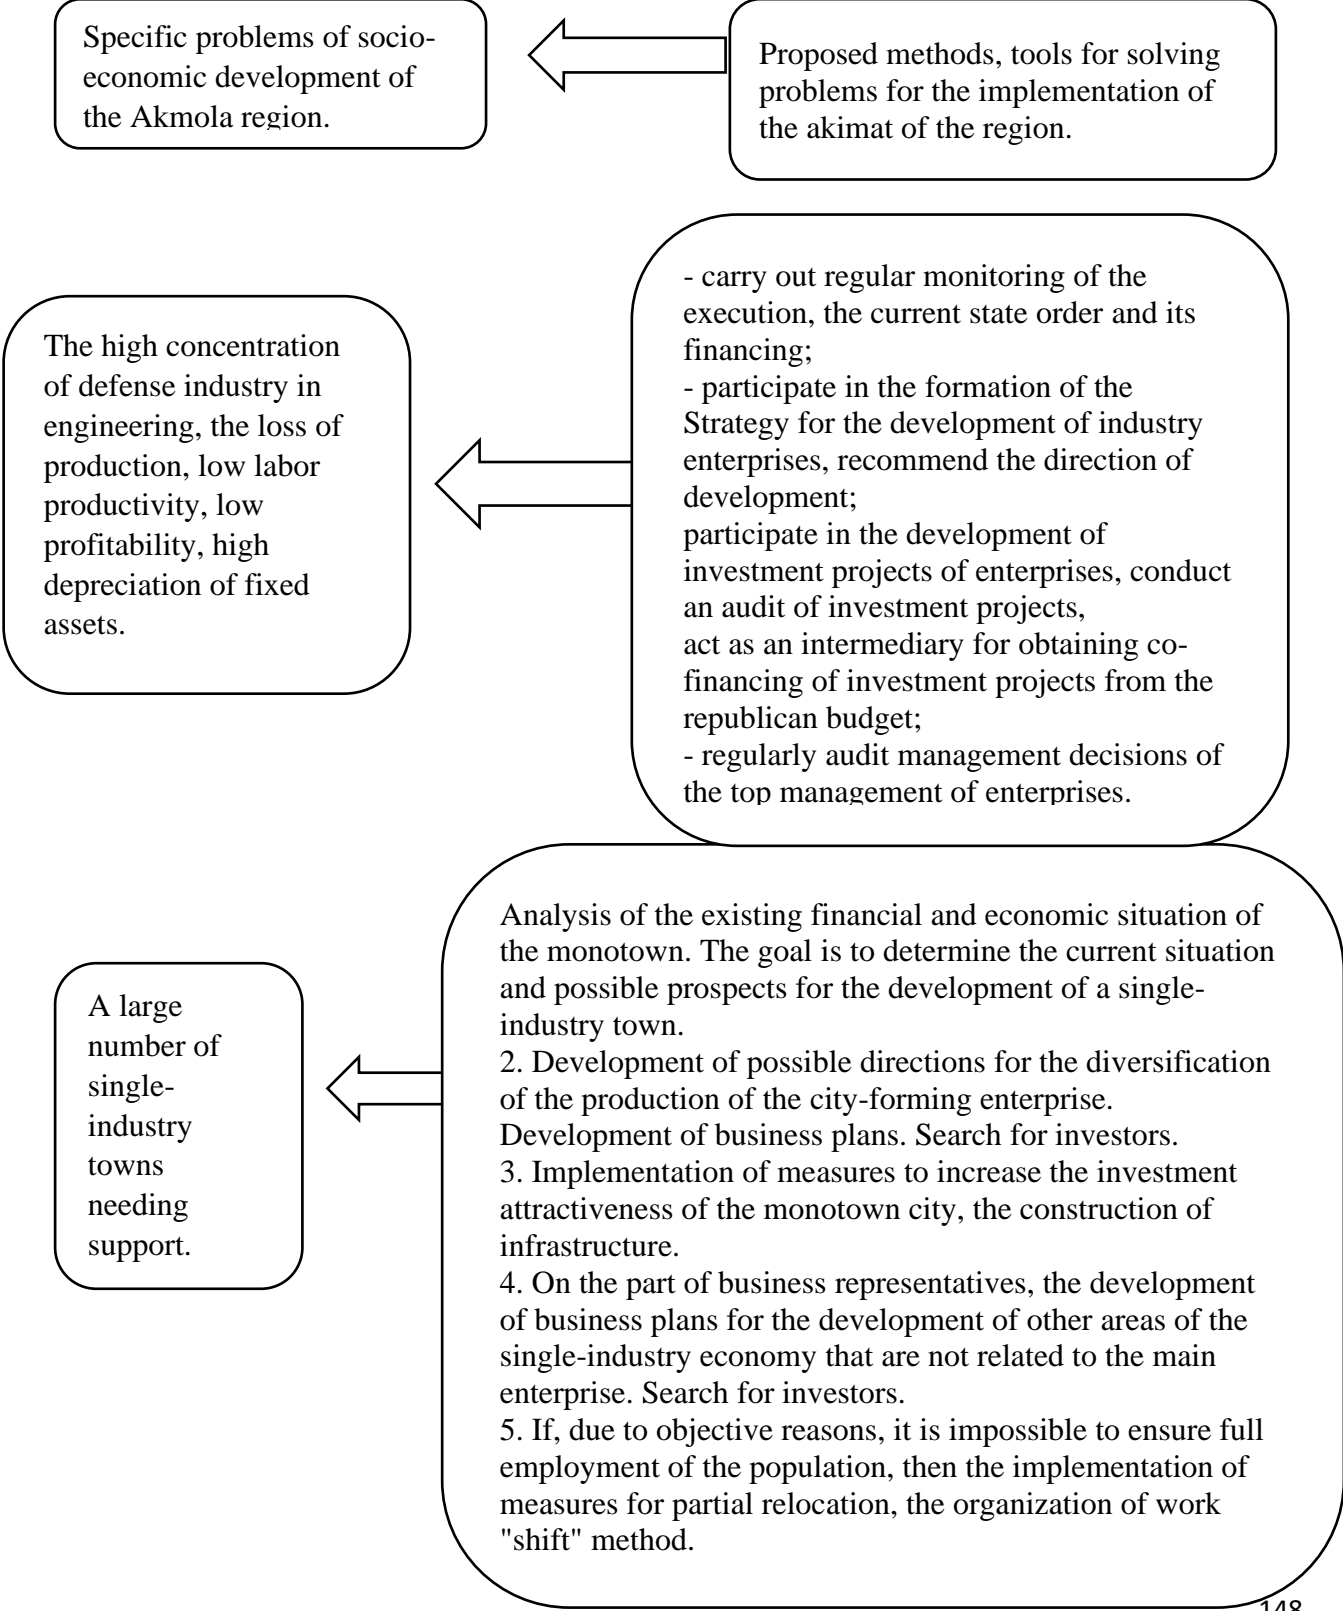 Specific problems of socio-
economic development of
the Akmola region.
Proposed methods, tools for solving
problems for the implementation of
the akimat of the region.
The high concentration
of defense industry in
engineering, the loss of
production, low labor
productivity, low
profitability, high
depreciation of fixed
assets.
- carry out regular monitoring of the
execution, the current state order and its
financing;
- participate in the formation of the
Strategy for the development of industry
enterprises, recommend the direction of
development;
participate in the development of
investment projects of enterprises, conduct
an audit of investment projects,
act as an intermediary for obtaining co-
financing of investment projects from the
republican budget;
- regularly audit management decisions of
the top management of enterprises.
A large
number of
single-
industry
towns
needing
support.
Analysis of the existing financial and economic situation of
the monotown. The goal is to determine the current situation
and possible prospects for the development of a single-
industry town.
2. Development of possible directions for the diversification
of the production of the city-forming enterprise.
Development of business plans. Search for investors.
3. Implementation of measures to increase the investment
attractiveness of the monotown city, the construction of
infrastructure.
4. On the part of business representatives, the development
of business plans for the development of other areas of the
single-industry economy that are not related to the main
enterprise. Search for investors.
5. If, due to objective reasons, it is impossible to ensure full
employment of the population, then the implementation of
measures for partial relocation, the organization of work
"shift" method.
148